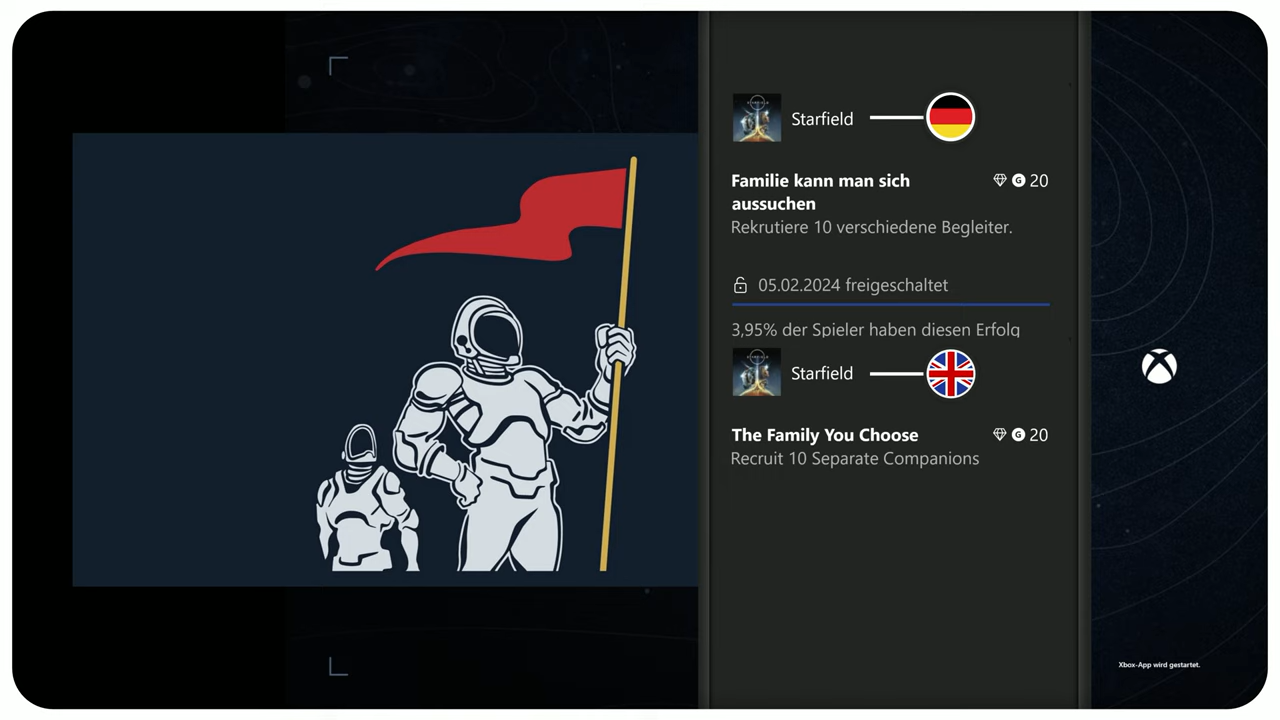 Starfield
Familie kann man sich
aussuchen
G 20
Rekrutiere 10 verschiedene Begleiter.
05.02.2024 freigeschaltet
3,95% der Spieler haben diesen Erfolg
Starfield
The Family You Choose
G 20
Recruit 10 Separate Companions
Xbox-App wird gestartet.